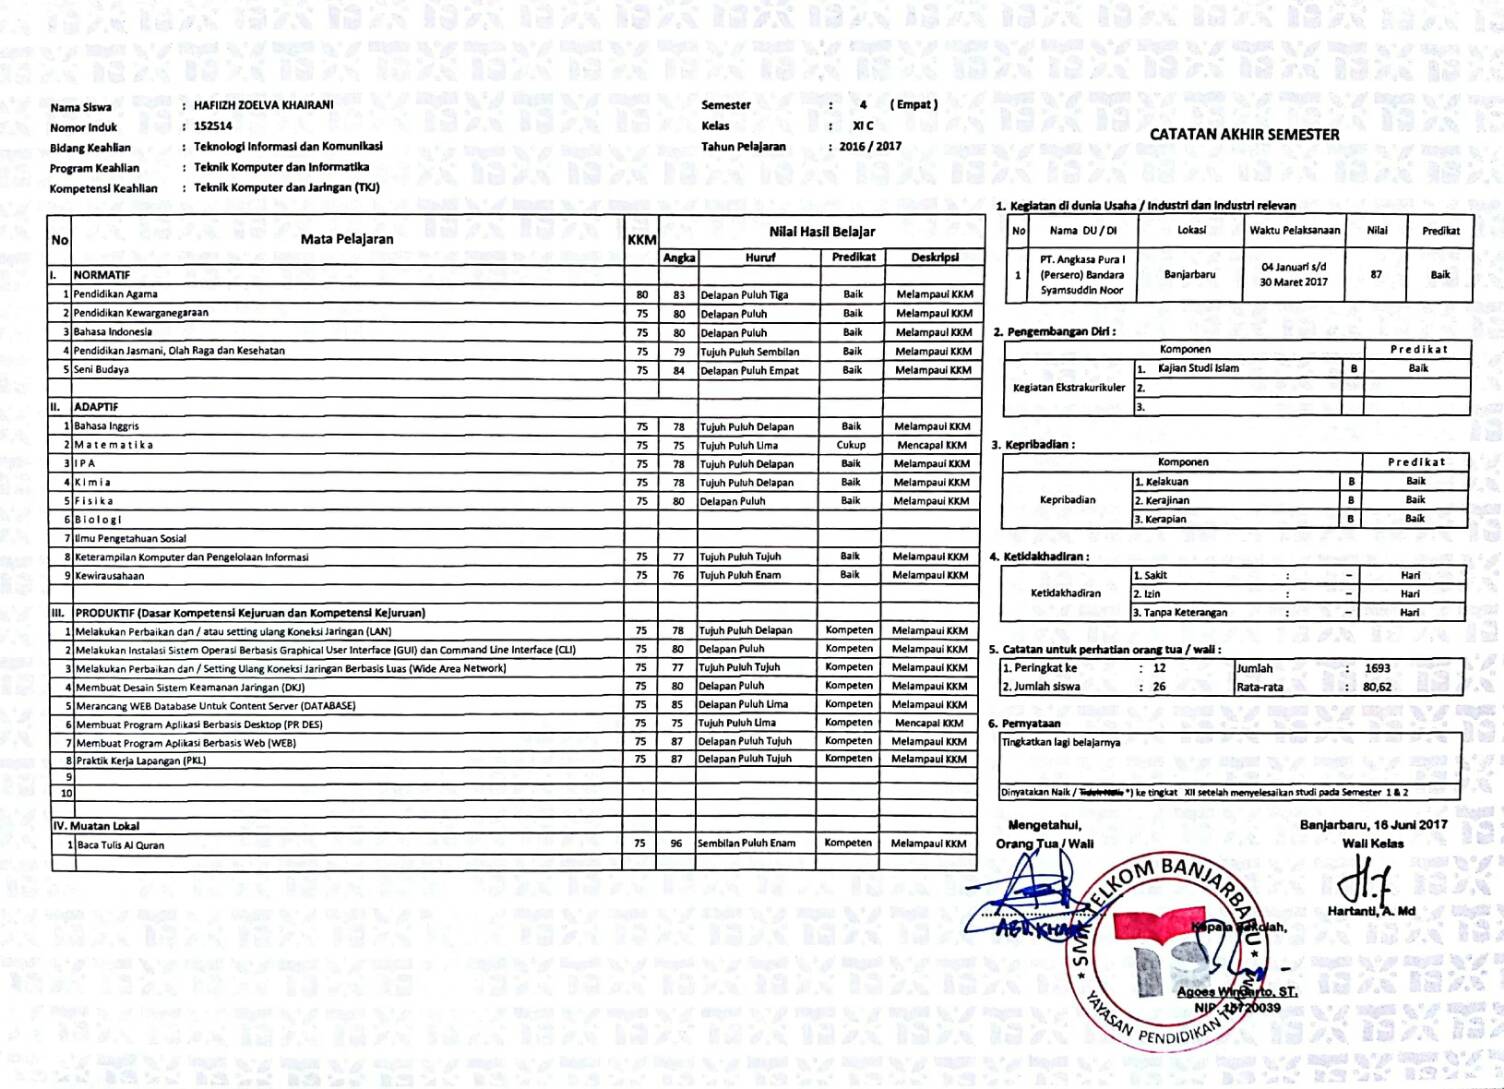 Nama Siswa : HAFIIZH ZOELVA KHAIRANI
Nomor Induk : 152514
Bidang Keahlian : Teknologi Informasi dan Komunikasi
Program Keahlian : Teknik Komputer dan Informatika
Kompetensi Keahlian : Teknik Komputer dan Jaringan (TKJ)
Semester : 4 ( Empat )
Kelas : XI C
Tahun Pelajaran : 2016 / 2017
No Mata Pelajaran KKM Nilai Hasil Belajar
Angka Huruf Predikat Deskripsi
I. NORMATIF
1 Pendidikan Agama 80 83 Delapan Puluh Tiga Baik Melampaui KKM
2 Pendidikan Kewarganegaraan 75 80 Delapan Puluh Baik Melampaui KKM
3 Bahasa Indonesia 75 80 Delapan Puluh Baik Melampaui KKM
4 Pendidikan Jasmani, Olah Raga dan Kesehatan 75 79 Tujuh Puluh Sembilan Baik Melampaui KKM
5 Seni Budaya 75 84 Delapan Puluh Empat Baik Melampaui KKM
II. ADAPTIF
1 Bahasa Inggris 75 78 Tujuh Puluh Delapan Baik Melampaui KKM
2 Matematika 75 75 Tujuh Puluh Lima Cukup Mencapai KKM
3 IPA 75 78 Tujuh Puluh Delapan Baik Melampaui KKM
4 Kimia 75 78 Tujuh Puluh Delapan Baik Melampaui KKM
5 Fisika 75 80 Delapan Puluh Baik Melampaui KKM
6 Biologi
7 Ilmu Pengetahuan Sosial
8 Keterampilan Komputer dan Pengelolaan Informasi 75 77 Tujuh Puluh Tujuh Baik Melampaui KKM
9 Kewirausahaan 75 76 Tujuh Puluh Enam Baik Melampaui KKM
III. PRODUKTIF (Dasar Kompetensi Kejuruan dan Kompetensi Kejuruan)
1 Melakukan Perbaikan dan / atau setting ulang Koneksi Jaringan (LAN) 75 78 Tujuh Puluh Delapan Kompeten Melampaui KKM
2 Melakukan Instalasi Sistem Operasi Berbasis Graphical User Interface (GUI) dan Command Line Interface (CLI) 75 80 Delapan Puluh Kompeten Melampaui KKM
3 Melakukan Perbaikan dan / Setting Ulang Koneksi Jaringan Berbasis Luas (Wide Area Network) 75 77 Tujuh Puluh Tujuh Kompeten Melampaui KKM
4 Membuat Desain Sistem Keamanan Jaringan (DKJ) 75 80 Delapan Puluh Kompeten Melampaui KKM
5 Merancang WEB Database Untuk Content Server (DATABASE) 75 85 Delapan Puluh Lima Kompeten Melampaui KKM
6 Membuat Program Aplikasi Berbasis Desktop (PR DES) 75 75 Tujuh Puluh Lima Kompeten Mencapai KKM
7 Membuat Program Aplikasi Berbasis Web (WEB) 75 87 Delapan Puluh Tujuh Kompeten Melampaui KKM
8 Praktik Kerja Lapangan (PKL) 75 87 Delapan Puluh Tujuh Kompeten Melampaui KKM
9
10
IV. Muatan Lokal
1 Baca Tulis Al Quran 75 96 Sembilan Puluh Enam Kompeten Melampaui KKM
CATATAN AKHIR SEMESTER
1. Kegiatan di dunia Usaha / Industri dan Industri relevan
No Nama DU / DI Lokasi Waktu Pelaksanaan Nilai Predikat
1 PT. Angkasa Pura I (Persero) Bandara Syamsuddin Noor Banjarbaru 04 Januari s/d 30 Maret 2017 87 Baik
2. Pengembangan Diri :
Komponen Predikat
Kegiatan Ekstrakurikuler 1. Kajian Studi Islam B Baik
2.
3.
3. Kepribadian :
Komponen Predikat
Kepribadian 1. Kelakuan B Baik
2. Kerajinan B Baik
3. Kerapian B Baik
4. Ketidakhadiran :
Ketidakhadiran 1. Sakit : – Hari
2. Izin : – Hari
3. Tanpa Keterangan : – Hari
5. Catatan untuk perhatian orang tua / wali :
1. Peringkat ke : 12 Jumlah : 1693
2. Jumlah siswa : 26 Rata-rata : 80,62
6. Pernyataan
Tingkatkan lagi belajarnya
Dinyatakan Naik / *) ke tingkat XII setelah menyelesaikan studi pada Semester 1 & 2
Mengetahui,
Orang Tua / Wali
Banjarbaru, 16 Juni 2017
Wali Kelas
Hartanti, A. Md
Kepala Sekolah,
Agoes Windarto, ST.
SMK TELKOM BANJARBARU
YAYASAN PENDIDIKAN